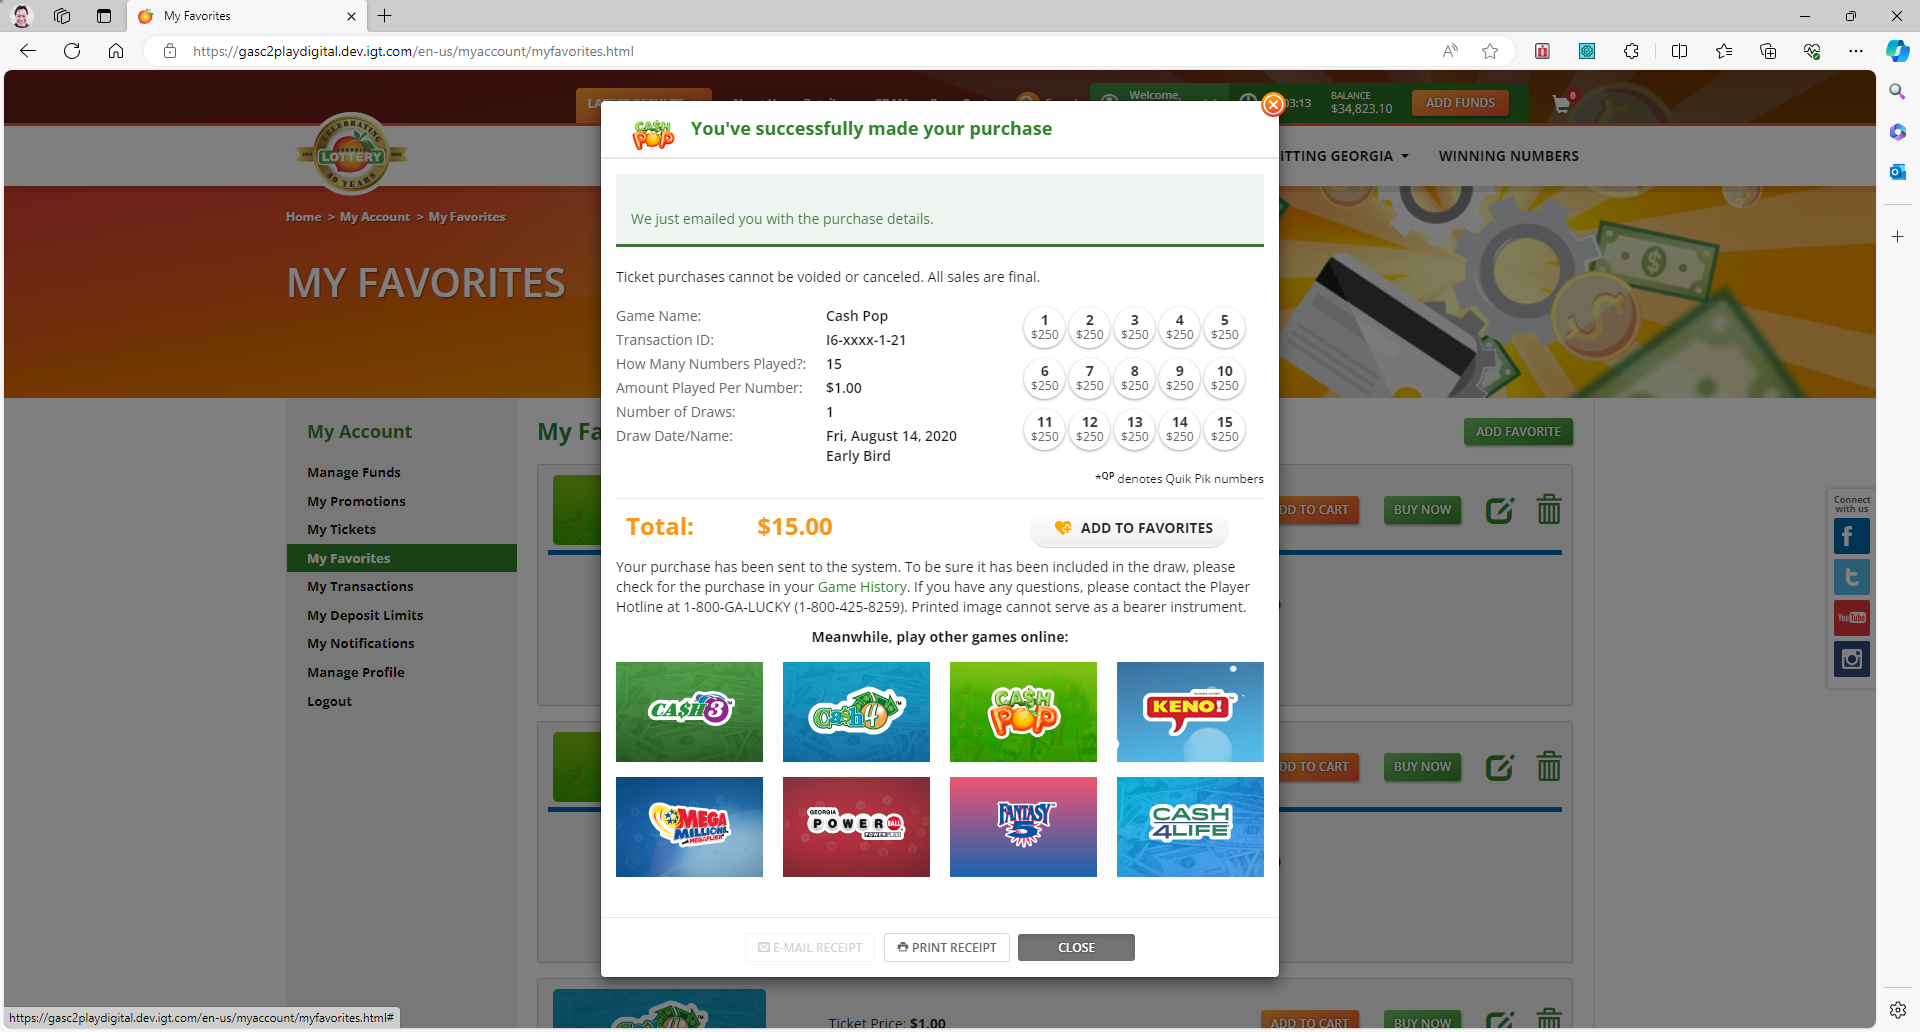 My Favorites
https://gasc2playdigital.dev.igt.com/en-us/myaccount/myfavorites.html
Welcome,
03:13
BALANCE
$34,823.10
ADD FUNDS
0
CELEBRATING
LOTTERY
30 YEARS
ITTING GEORGIA
WINNING NUMBERS
Home > My Account > My Favorites
MY FAVORITES
My Account
Manage Funds
My Promotions
My Tickets
My Favorites
My Transactions
My Deposit Limits
My Notifications
Manage Profile
Logout
My Fa
ADD FAVORITE
DD TO CART
BUY NOW
DD TO CART
BUY NOW
Ticket Price: $1.00
ADD TO CART
BUY NOW
Connect
with us
You Tube
CASH POP
You've successfully made your purchase
We just emailed you with the purchase details.
Ticket purchases cannot be voided or canceled. All sales are final.
Game Name: Cash Pop
Transaction ID: I6-xxxx-1-21
How Many Numbers Played?: 15
Amount Played Per Number: $1.00
Number of Draws: 1
Draw Date/Name: Fri, August 14, 2020
Early Bird
1 2 3 4 5
$250 $250 $250 $250 $250
6 7 8 9 10
$250 $250 $250 $250 $250
11 12 13 14 15
$250 $250 $250 $250 $250
*QP denotes Quik Pik numbers
Total: $15.00
ADD TO FAVORITES
Your purchase has been sent to the system. To be sure it has been included in the draw, please
check for the purchase in your Game History. If you have any questions, please contact the Player
Hotline at 1-800-GA-LUCKY (1-800-425-8259). Printed image cannot serve as a bearer instrument.
Meanwhile, play other games online:
CA$H 3
Ca$h 4
CA$H POP
KENO!
MEGA MILLIONS MEGAPLIER
GEORGIA POWERBALL POWER PLAY
FANTASY 5
CASH 4 LIFE
E-MAIL RECEIPT
PRINT RECEIPT
CLOSE
https://gasc2playdigital.dev.igt.com/en-us/myaccount/myfavorites.html#